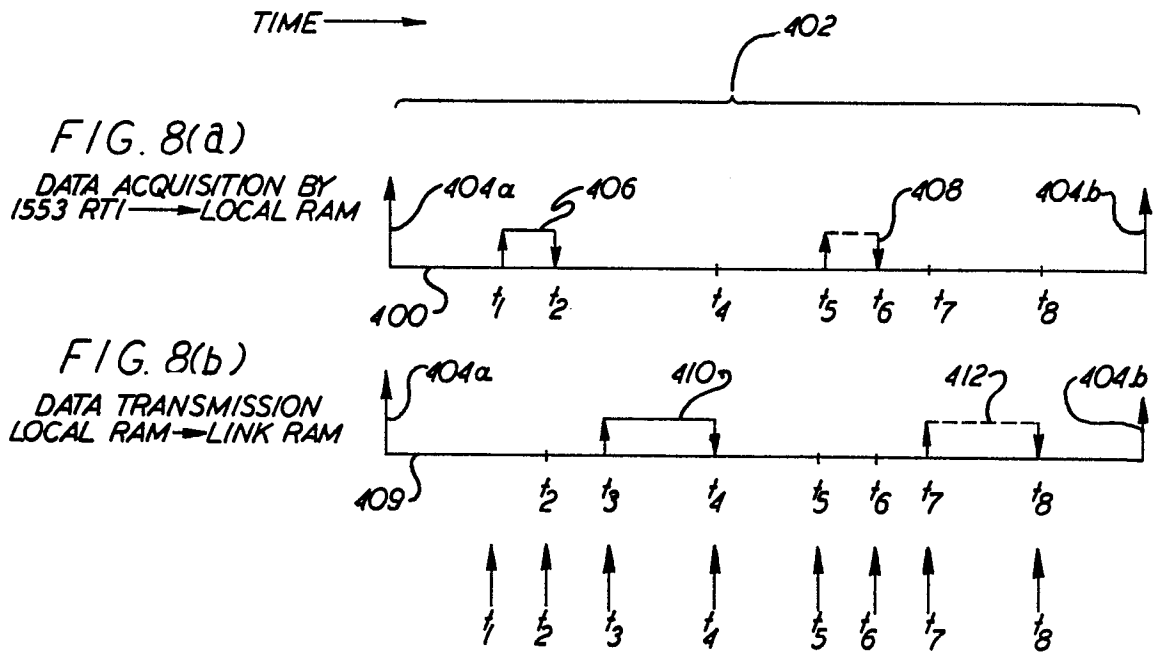 TIME
402
FIG. 8(a)
DATA ACQUISITION BY
1553 RTI LOCAL RAM
404a
406
408
404b
400
t1 t2 t4 t5 t6 t7 t8
FIG. 8(b)
DATA TRANSMISSION
LOCAL RAM LINK RAM
404a
410
412
404b
409
t2 t3 t4 t5 t6 t7 t8
t1 t2 t3 t4 t5 t6 t7 t8